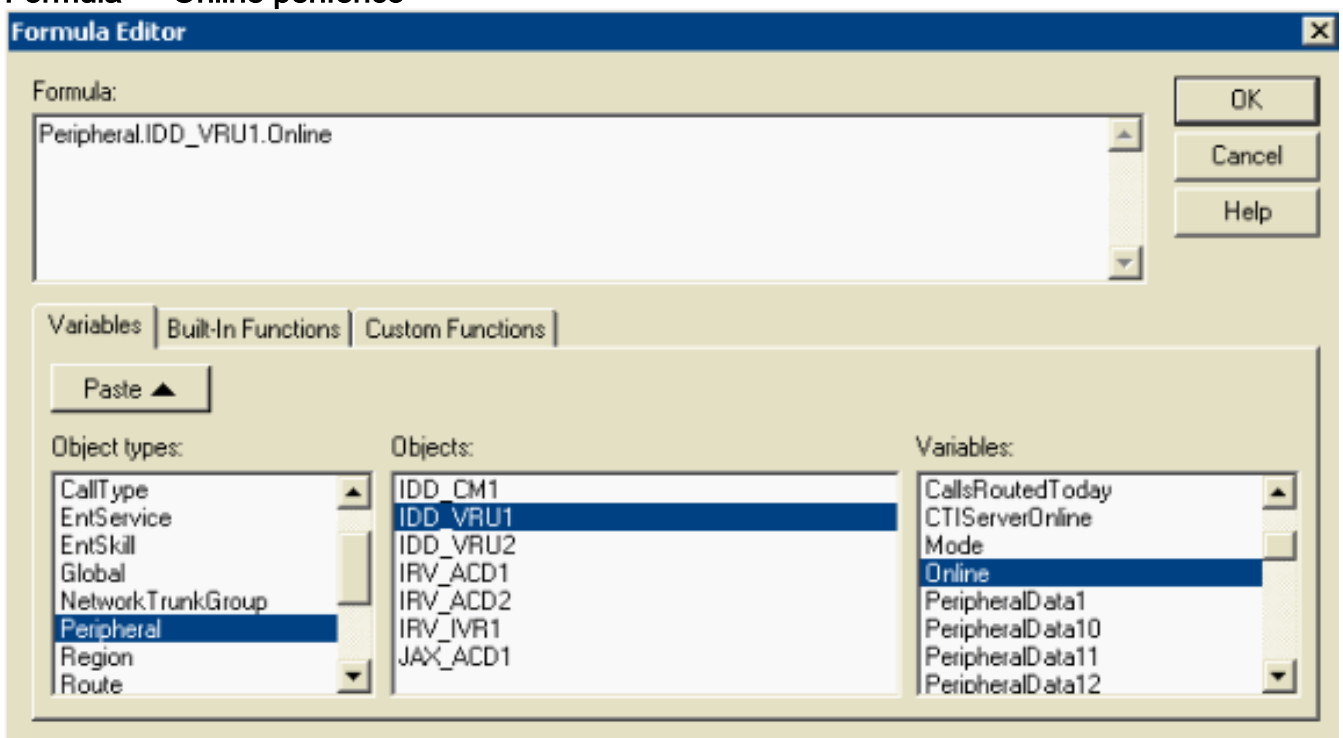 Formula Editor
Formula:
Peripheral.IDD_VRU1.Online
OK
Cancel
Help
Variables
Built-In Functions
Custom Functions
Paste
Object types:
CallType
EntService
EntSkill
Global
NetworkTrunkGroup
Peripheral
Region
Route
Objects:
IDD_CM1
IDD_VRU1
IDD_VRU2
IRV_ACD1
IRV_ACD2
IRV_IVR1
JAX_ACD1
Variables:
CallsRoutedToday
CTIServerOnline
Mode
Online
PeripheralData1
PeripheralData10
PeripheralData11
PeripheralData12